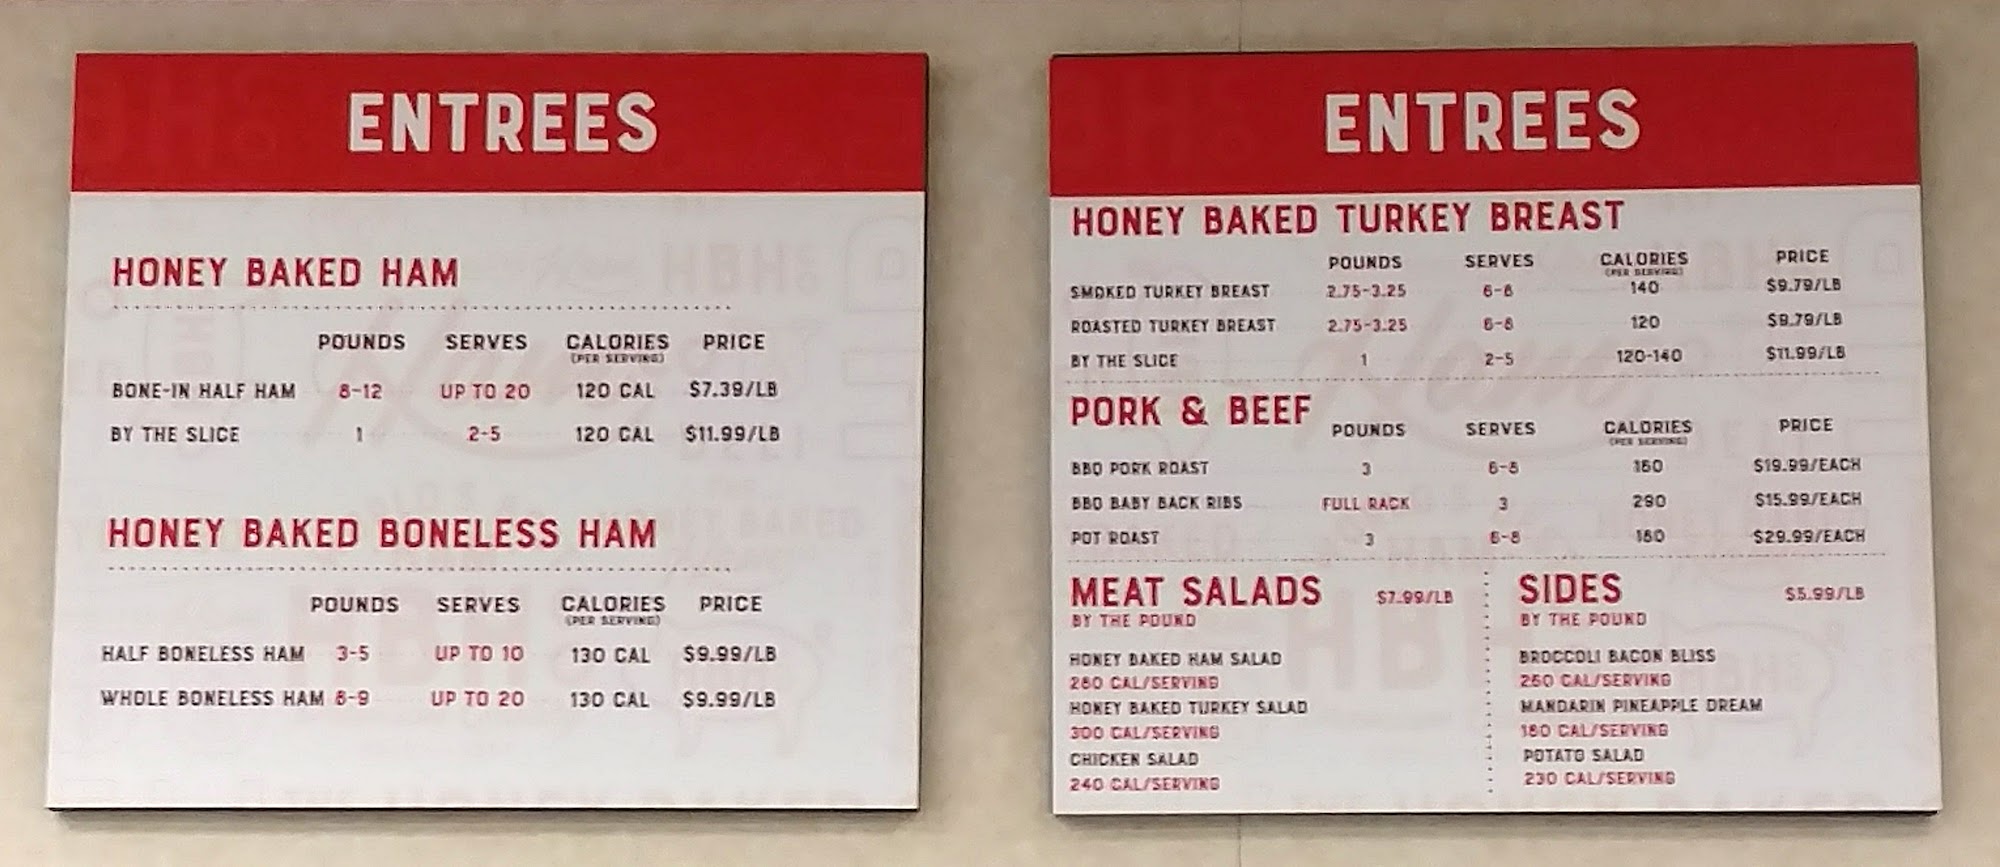 ENTREES
HONEY BAKED HAM
POUNDS SERVES CALORIES PRICE
(PER SERVING)
BONE-IN HALF HAM 8-12 UP TO 20 120 CAL $7.39/LB
BY THE SLICE 1 2-5 120 CAL $11.99/LB
HONEY BAKED BONELESS HAM
POUNDS SERVES CALORIES PRICE
(PER SERVING)
HALF BONELESS HAM 3-5 UP TO 10 130 CAL $9.99/LB
WHOLE BONELESS HAM UP TO 20 130 CAL $9.99/LB
ENTREES
HONEY BAKED TURKEY BREAST
POUNDS SERVES CALORIES PRICE
(PER SERVING)
SMOKED TURKEY BREAST 2.75-3.25 6-8 140 $9.79/LB
ROASTED TURKEY BREAST 2.75-3.25 6-8 120 $9.79/LB
BY THE SLICE 1 2-5 120-140 $11.99/LB
PORK & BEEF
POUNDS SERVES CALORIES PRICE
(PER SERVING)
BBQ PORK ROAST 3 6-8 $19.99/EACH
BBQ BABY BACK RIBS FULL RACK 3 290 $15.99/EACH
POT ROAST 3 6-8 $29.99/EACH
MEAT SALADS $7.99/LB
BY THE POUND
HONEY BAKED HAM SALAD
CAL/SERVING
HONEY BAKED TURKEY SALAD
300 CAL/SERVING
CHICKEN SALAD
240 CAL/SERVING
SIDES $5.99/LB
BY THE POUND
BROCCOLI BACON BLISS
CAL/SERVING
MANDARIN PINEAPPLE DREAM
CAL/SERVING
POTATO SALAD
230 CAL/SERVING